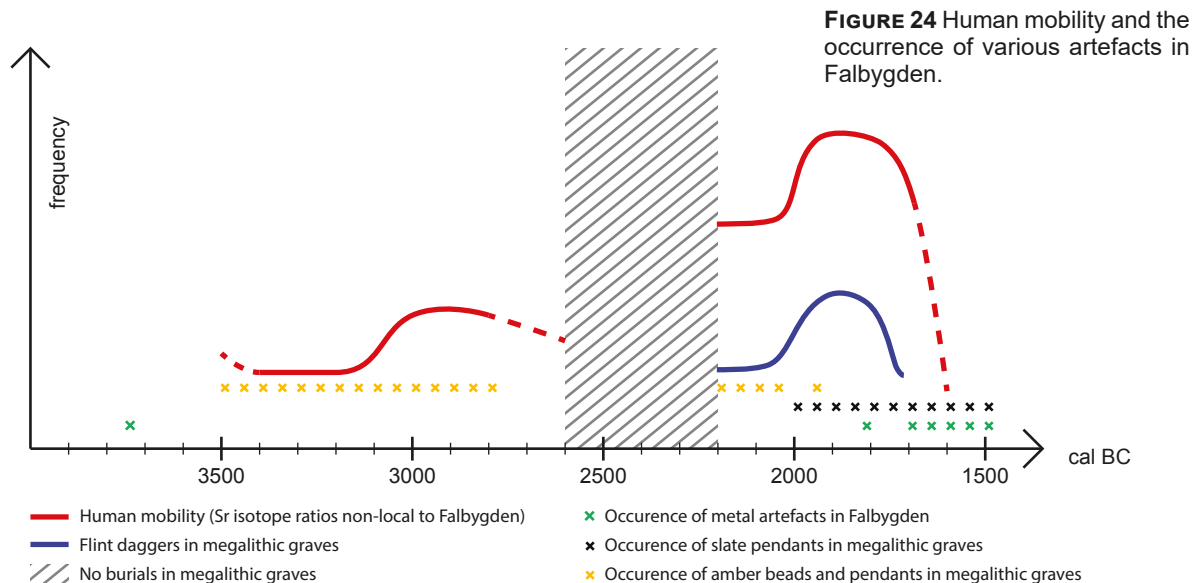 FIGURE 24 Human mobility and the
occurrence of various artefacts in
Falbygden.
frequency
3500
3000
2500
2000
1500
cal BC
Human mobility (Sr isotope ratios non-local to Falbygden)
Flint daggers in megalithic graves
No burials in megalithic graves
Occurence of metal artefacts in Falbygden
Occurence of slate pendants in megalithic graves
Occurence of amber beads and pendants in megalithic graves